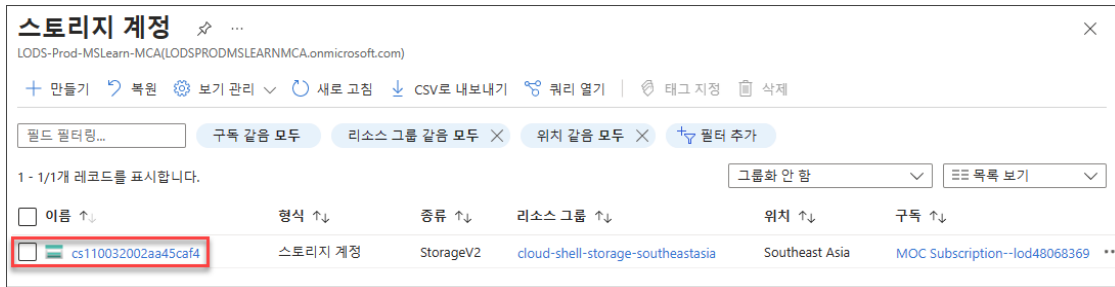 스토리지 계정 ...
LODS-Prod-MSLearn-MCA(LODSPRODMSLEARNMCA.onmicrosoft.com)
만들기 복원 보기 관리 새로 고침 CSV로 내보내기 쿼리 열기 태그 지정 삭제
필드 필터링... 구독 같음 모두 리소스 그룹 같음 모두 위치 같음 모두 필터 추가
1 - 1/1개 레코드를 표시합니다. 그룹화 안 함 목록 보기
이름 ↑↓ 형식 ↑↓ 종류 ↑↓ 리소스 그룹 ↑↓ 위치 ↑↓ 구독 ↑↓
cs110032002aa45caf4 스토리지 계정 StorageV2 cloud-shell-storage-southeastasia Southeast Asia MOC Subscription--lod48068369